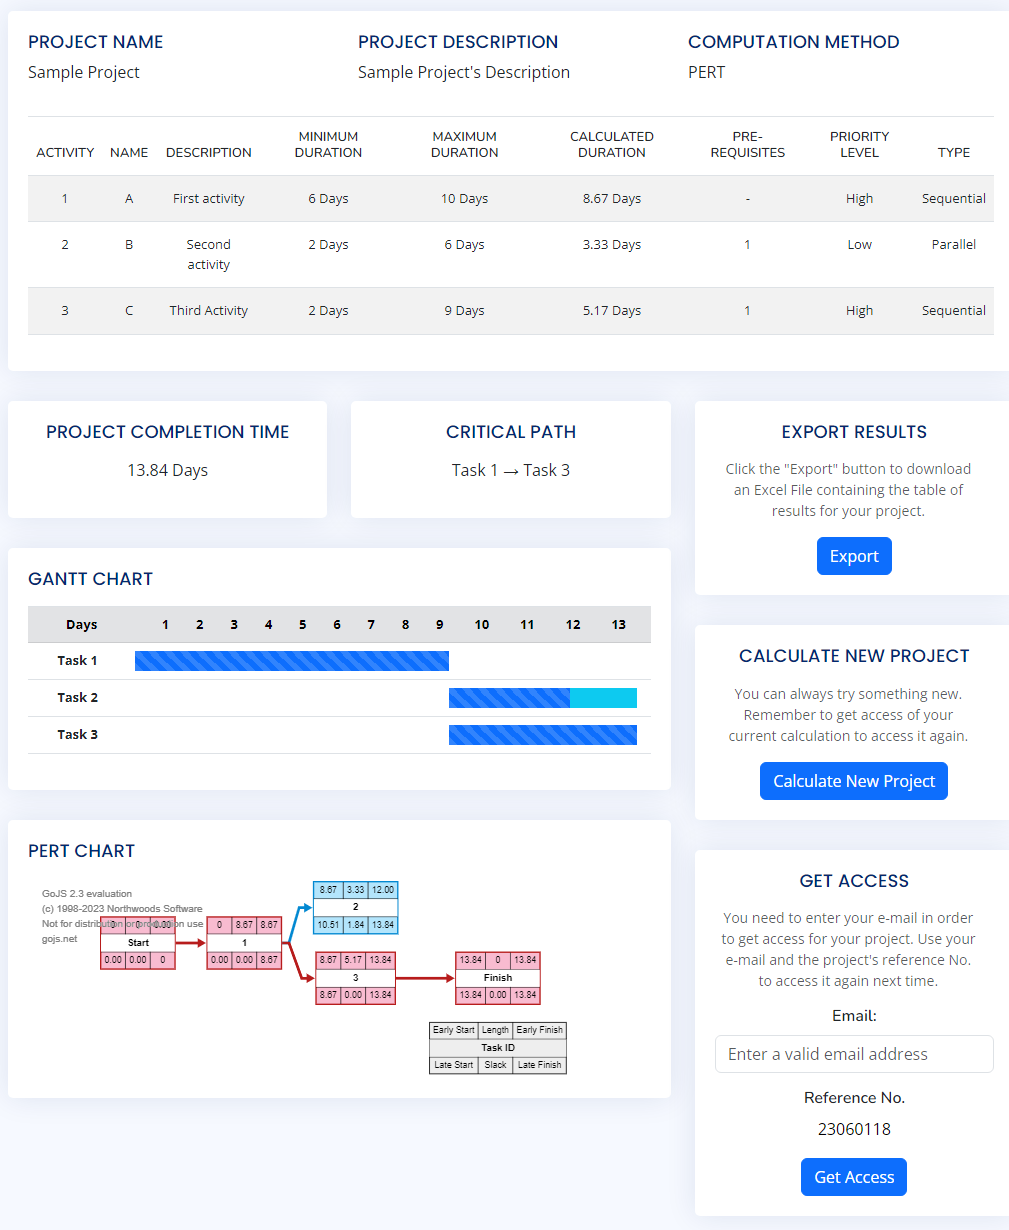 PROJECT NAME
Sample Project
PROJECT DESCRIPTION
Sample Project's Description
COMPUTATION METHOD
PERT
ACTIVITY NAME DESCRIPTION MINIMUM DURATION MAXIMUM DURATION CALCULATED DURATION PRE-REQUISITES PRIORITY LEVEL TYPE
1 A First activity 6 Days 10 Days 8.67 Days - High Sequential
2 B Second activity 2 Days 6 Days 3.33 Days 1 Low Parallel
3 C Third Activity 2 Days 9 Days 5.17 Days 1 High Sequential
PROJECT COMPLETION TIME
13.84 Days
CRITICAL PATH
Task 1 → Task 3
EXPORT RESULTS
Click the "Export" button to download
an Excel File containing the table of
results for your project.
Export
GANTT CHART
Days 1 2 3 4 5 6 7 8 9 10 11 12 13
Task 1
Task 2
Task 3
CALCULATE NEW PROJECT
You can always try something new.
Remember to get access of your
current calculation to access it again.
Calculate New Project
PERT CHART
GoJS 2.3 evaluation
(c) 1998-2023 Northwoods Software
Not for distribution or production use
gojs.net
0 0 0.00
Start
0.00 0.00 0
0 8.67 8.67
1
0.00 0.00 8.67
8.67 3.33 12.00
2
10.51 1.84 13.84
8.67 5.17 13.84
3
8.67 0.00 13.84
13.84 0 13.84
Finish
13.84 0.00 13.84
Early Start Length Early Finish
Task ID
Late Start Slack Late Finish
GET ACCESS
You need to enter your e-mail in order
to get access for your project. Use your
e-mail and the project's reference No.
to access it again next time.
Email:
Enter a valid email address
Reference No.
23060118
Get Access